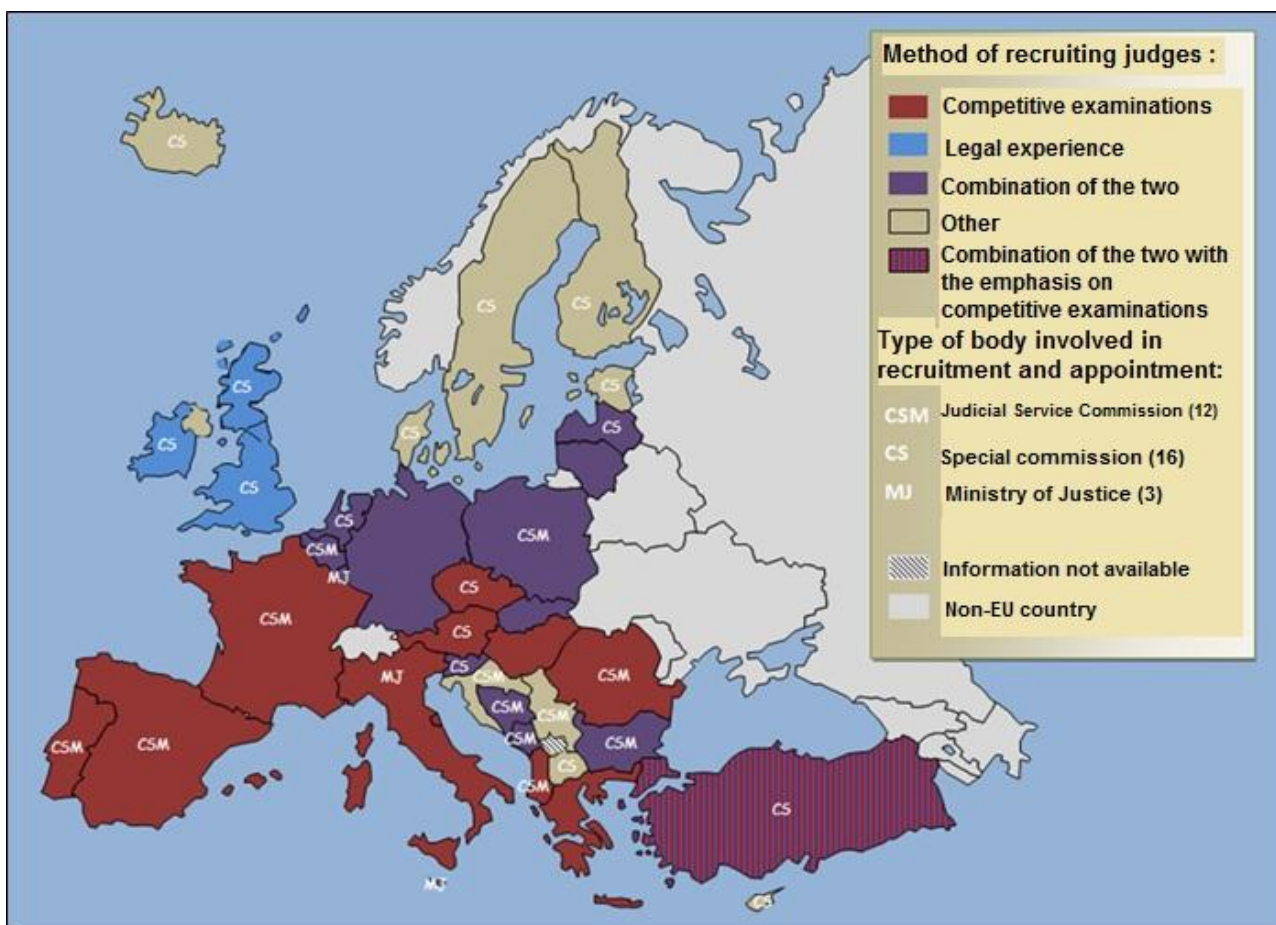 Method of recruiting judges :
Competitive examinations
Legal experience
Combination of the two
Other
Combination of the two with
the emphasis on
competitive examinations
Type of body involved in
recruitment and appointment:
CSM Judicial Service Commission (12)
CS Special commission (16)
MJ Ministry of Justice (3)
Information not available
Non-EU country
CS
CS
CS
CS
CS
CS
CS
CS
CS
CS
CSM
CSM
MJ
CS
CSM
CS
MJ
CS
CSM
CSM
CSM
CSM
CSM
CSM
CSM
CSM
CS
CSM
CS
MJ
CS